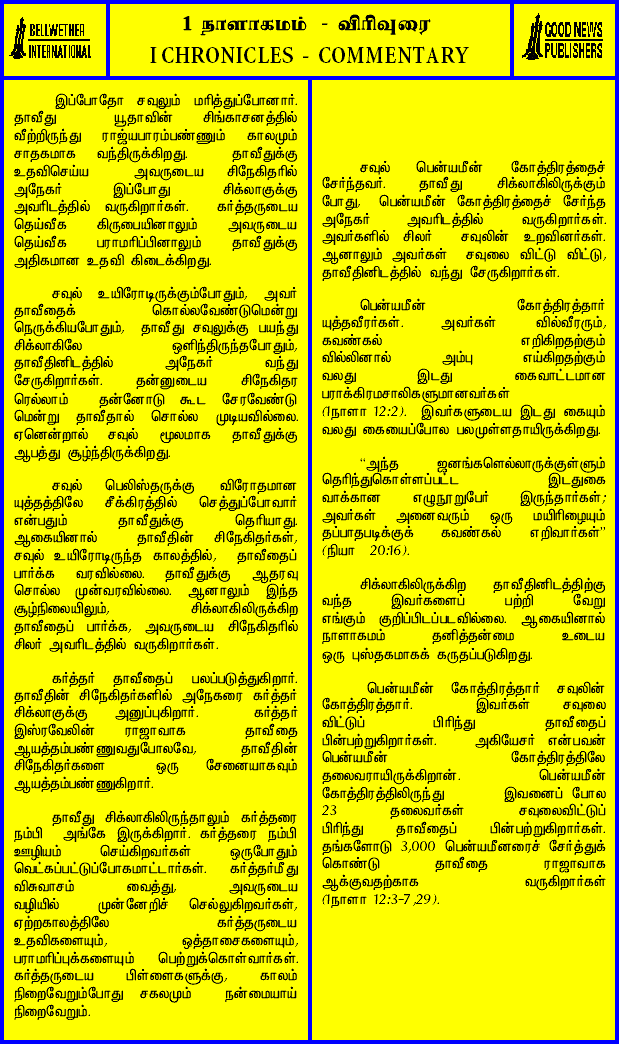 BELLWETHER
INTERNATIONAL
1 நாளாகமம் - விரிவுரை
I CHRONICLES - COMMENTARY
GOOD NEWS
PUBLISHERS
இப்போதோ சவுலும் மரித்துப்போனார்.
தாவீது யூதாவின் சிங்காசனத்தில்
வீற்றிருந்து ராஜ்யபாரம்பண்ணும் காலமும்
சாதகமாக வந்திருக்கிறது. தாவீதுக்கு
உதவிசெய்ய அவருடைய சிநேகிதரில்
அநேகர் இப்போது சிக்லாகுக்கு
அவரிடத்தில் வருகிறார்கள். கர்த்தருடைய
தெய்வீக கிருபையினாலும் அவருடைய
தெய்வீக பராமரிப்பினாலும் தாவீதுக்கு
அதிகமான உதவி கிடைக்கிறது.
சவுல் உயிரோடிருக்கும்போதும், அவர்
தாவீதைக் கொல்லவேண்டுமென்று
நெருக்கியபோதும், தாவீது சவுலுக்கு பயந்து
சிக்லாகிலே ஒளிந்திருந்தபோதும்,
தாவீதினிடத்தில் அநேகர் வந்து
சேருகிறார்கள். தன்னுடைய சிநேகிதர
ரெல்லாம் தன்னோடு கூட சேரவேண்டு
மென்று தாவீதால் சொல்ல முடியவில்லை.
ஏனென்றால் சவுல் மூலமாக தாவீதுக்கு
ஆபத்து சூழ்ந்திருக்கிறது.
சவுல் பெலிஸ்தருக்கு விரோதமான
யுத்தத்திலே சீக்கிரத்தில் செத்துப்போவார்
என்பதும் தாவீதுக்கு தெரியாது.
ஆகையினால் தாவீதின் சிநேகிதர்கள்,
சவுல் உயிரோடிருந்த காலத்தில், தாவீதைப்
பார்க்க வரவில்லை. தாவீதுக்கு ஆதரவு
சொல்ல முன்வரவில்லை. ஆனாலும் இந்த
சூழ்நிலையிலும், சிக்லாகிலிருக்கிற
தாவீதைப் பார்க்க, அவருடைய சிநேகிதரில்
சிலர் அவரிடத்தில் வருகிறார்கள்.
கர்த்தர் தாவீதைப் பலப்படுத்துகிறார்.
தாவீதின் சிநேகிதர்களில் அநேகரை கர்த்தர்
சிக்லாகுக்கு அனுப்புகிறார். கர்த்தர்
இஸ்ரவேலின் ராஜாவாக தாவீதை
ஆயத்தம்பண்ணுவதுபோலவே, தாவீதின்
சிநேகிதர்களை ஒரு சேனையாகவும்
ஆயத்தம்பண்ணுகிறார்.
தாவீது சிக்லாகிலிருந்தாலும் கர்த்தரை
நம்பி அங்கே இருக்கிறார். கர்த்தரை நம்பி
ஊழியம் செய்கிறவர்கள் ஒருபோதும்
வெட்கப்பட்டுப்போகமாட்டார்கள். கர்த்தர்மீது
விசுவாசம் வைத்து, அவருடைய
வழியில் முன்னேறிச் செல்லுகிறவர்கள்,
ஏற்றகாலத்திலே கர்த்தருடைய
உதவிகளையும், ஒத்தாசைகளையும்,
பராமரிப்புக்களையும் பெற்றுக்கொள்வார்கள்.
கர்த்தருடைய பிள்ளைகளுக்கு, காலம்
நிறைவேறும்போது சகலமும் நன்மையாய்
நிறைவேறும்.
சவுல் பென்யமீன் கோத்திரத்தைச்
சேர்ந்தவர். தாவீது சிக்லாகிலிருக்கும்
போது, பென்யமீன் கோத்திரத்தைச் சேர்ந்த
அநேகர் அவரிடத்தில் வருகிறார்கள்.
அவர்களில் சிலர் சவுலின் உறவினர்கள்.
ஆனாலும் அவர்கள் சவுலை விட்டு விட்டு,
தாவீதினிடத்தில் வந்து சேருகிறார்கள்.
பென்யமீன் கோத்திரத்தார்
யுத்தவீரர்கள். அவர்கள் வில்வீரரும்,
கவண்கல் எறிகிறதற்கும்
வில்லினால் அம்பு எய்கிறதற்கும்
வலது இடது கைவாட்டமான
பராக்கிரமசாலிகளுமானவர்கள்
(1நாளா 12:2). இவர்களுடைய இடது கையும்
வலது கையைப்போல பலமுள்ளதாயிருக்கிறது.
“அந்த ஜனங்களெல்லாருக்குள்ளும்
தெரிந்துகொள்ளப்பட்ட இடதுகை
வாக்கான எழுநூறுபேர் இருந்தார்கள்;
அவர்கள் அனைவரும் ஒரு மயிரிழையும்
தப்பாதபடிக்குக் கவண்கல் எறிவார்கள்”
(நியா 20:16).
சிக்லாகிலிருக்கிற தாவீதினிடத்திற்கு
வந்த இவர்களைப் பற்றி வேறு
எங்கும் குறிப்பிடப்படவில்லை. ஆகையினால்
நாளாகமம் தனித்தன்மை உடைய
ஒரு புஸ்தகமாகக் கருதப்படுகிறது.
பென்யமீன் கோத்திரத்தார் சவுலின்
கோத்திரத்தார். இவர்கள் சவுலை
விட்டுப் பிரிந்து தாவீதைப்
பின்பற்றுகிறார்கள். அகியேசர் என்பவன்
பென்யமீன் கோத்திரத்திலே
தலைவராயிருக்கிறான். பென்யமீன்
கோத்திரத்திலிருந்து இவனைப் போல
23 தலைவர்கள் சவுலைவிட்டுப்
பிரிந்து தாவீதைப் பின்பற்றுகிறார்கள்.
தங்களோடு 3,000 பென்யமீனரைச் சேர்த்துக்
கொண்டு தாவீதை ராஜாவாக
ஆக்குவதற்காக வருகிறார்கள்
(1நாளா 12:3-7,29).